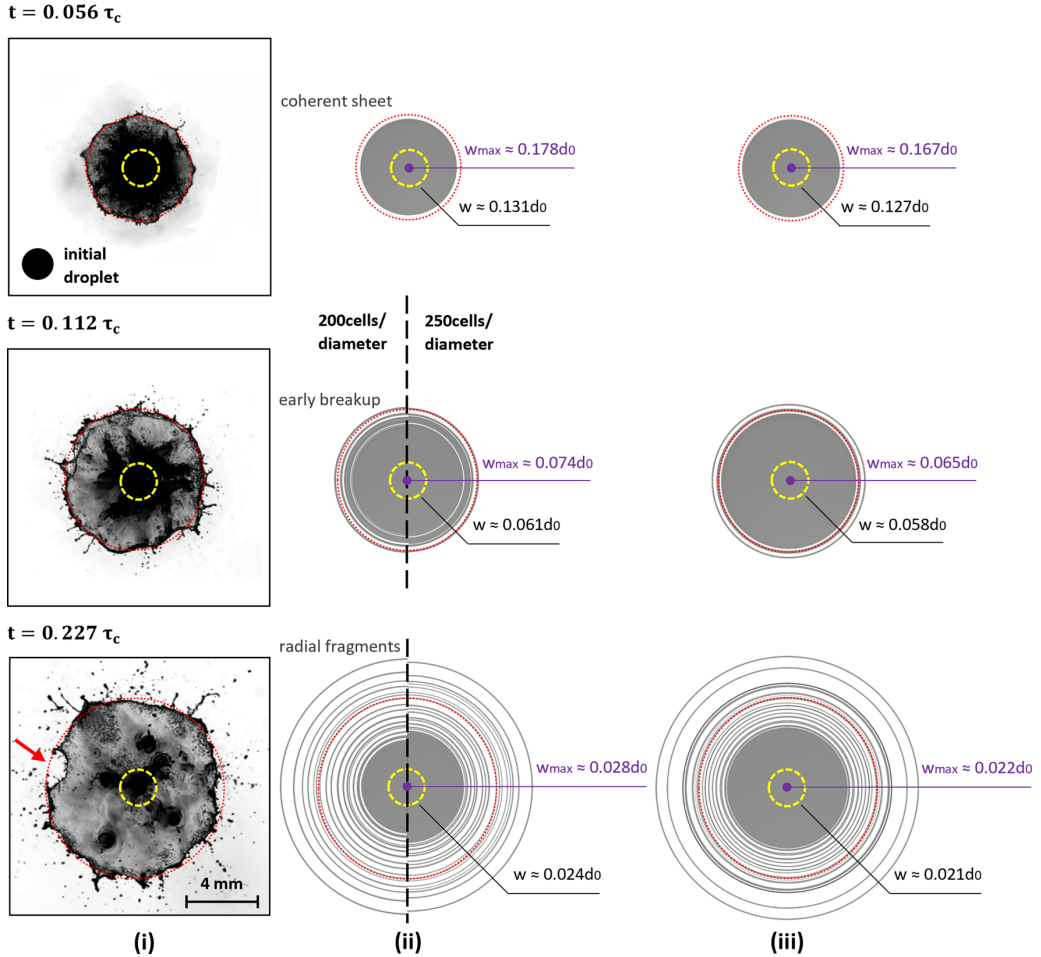 t = 0.056 τc
coherent sheet
wmax ≈ 0.178d0
wmax ≈ 0.167d0
w ≈ 0.131d0
w ≈ 0.127d0
initial
droplet
t = 0.112 τc
200cells/
diameter
250cells/
diameter
early breakup
wmax ≈ 0.074d0
wmax ≈ 0.065d0
w ≈ 0.061d0
w ≈ 0.058d0
t = 0.227 τc
radial fragments
wmax ≈ 0.028d0
wmax ≈ 0.022d0
w ≈ 0.024d0
w ≈ 0.021d0
4 mm
(i)
(ii)
(iii)